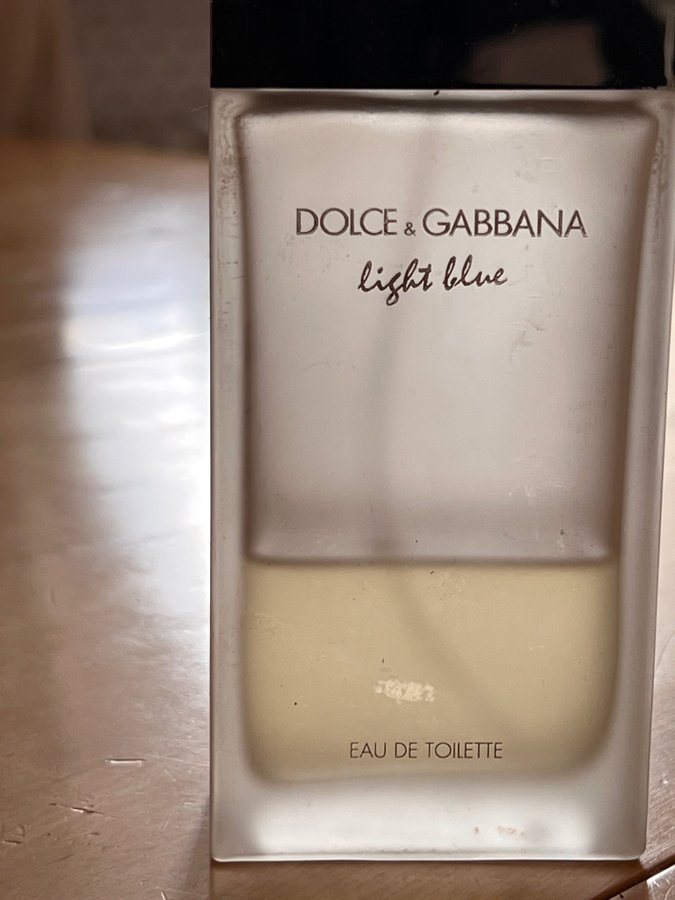 DOLCE & GABBANA
light blue
EAU DE TOILETTE